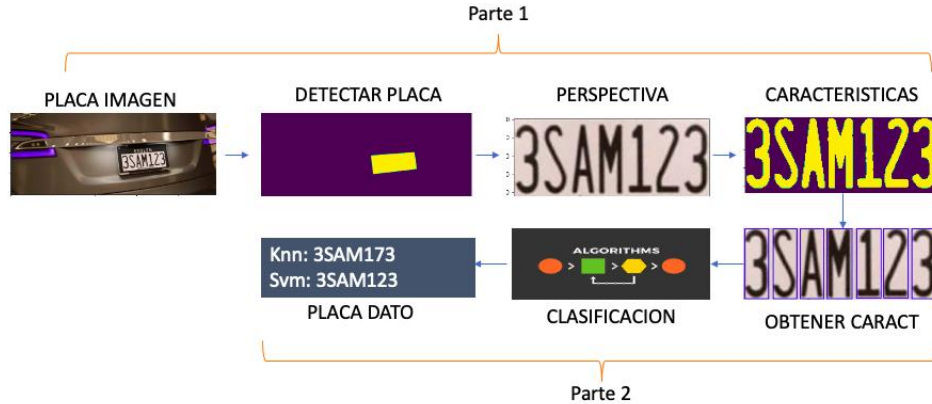 Parte 1
PLACA IMAGEN
DETECTAR PLACA
PERSPECTIVA
CARACTERISTICAS
3SAM123
3SAM123
3SAM123
Knn: 3SAM173
Svm: 3SAM123
ALGORITHMS
3SAM123
PLACA DATO
CLASIFICACION
OBTENER CARACT
Parte 2